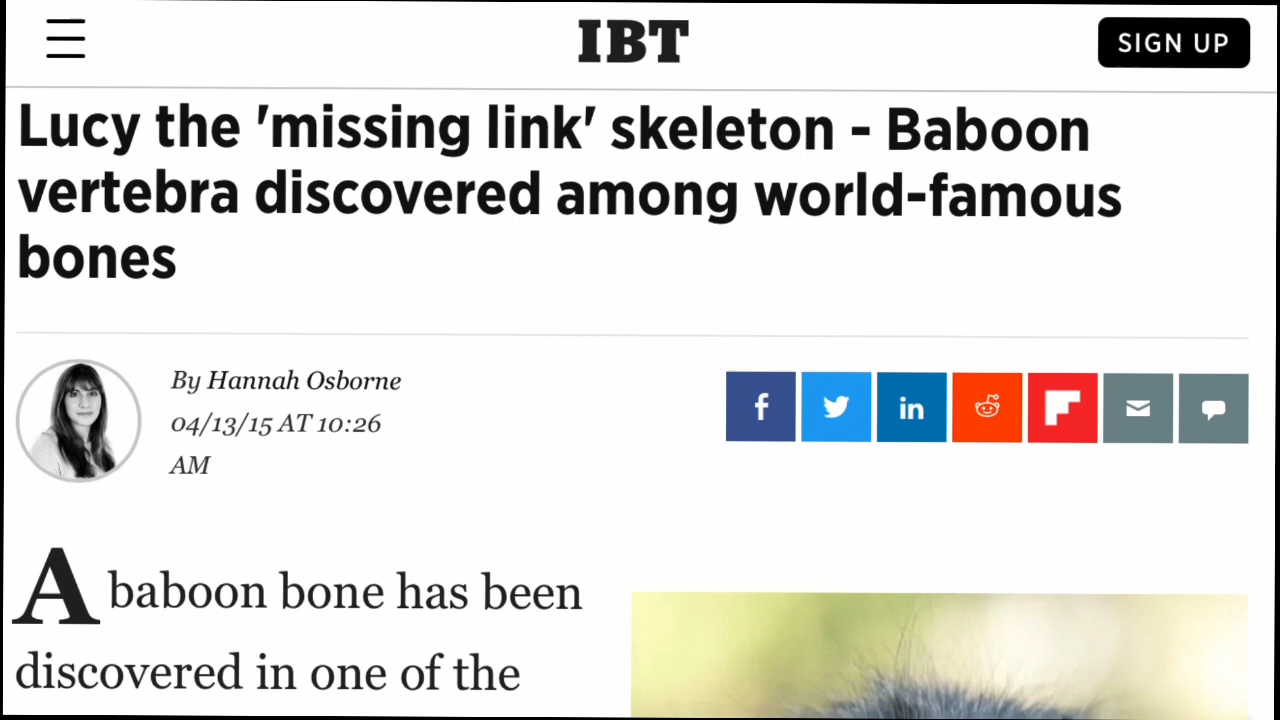 IBT
SIGN UP
Lucy the 'missing link' skeleton - Baboon
vertebra discovered among world-famous
bones
By Hannah Osborne
04/13/15 AT 10:26
AM
A baboon bone has been
discovered in one of the